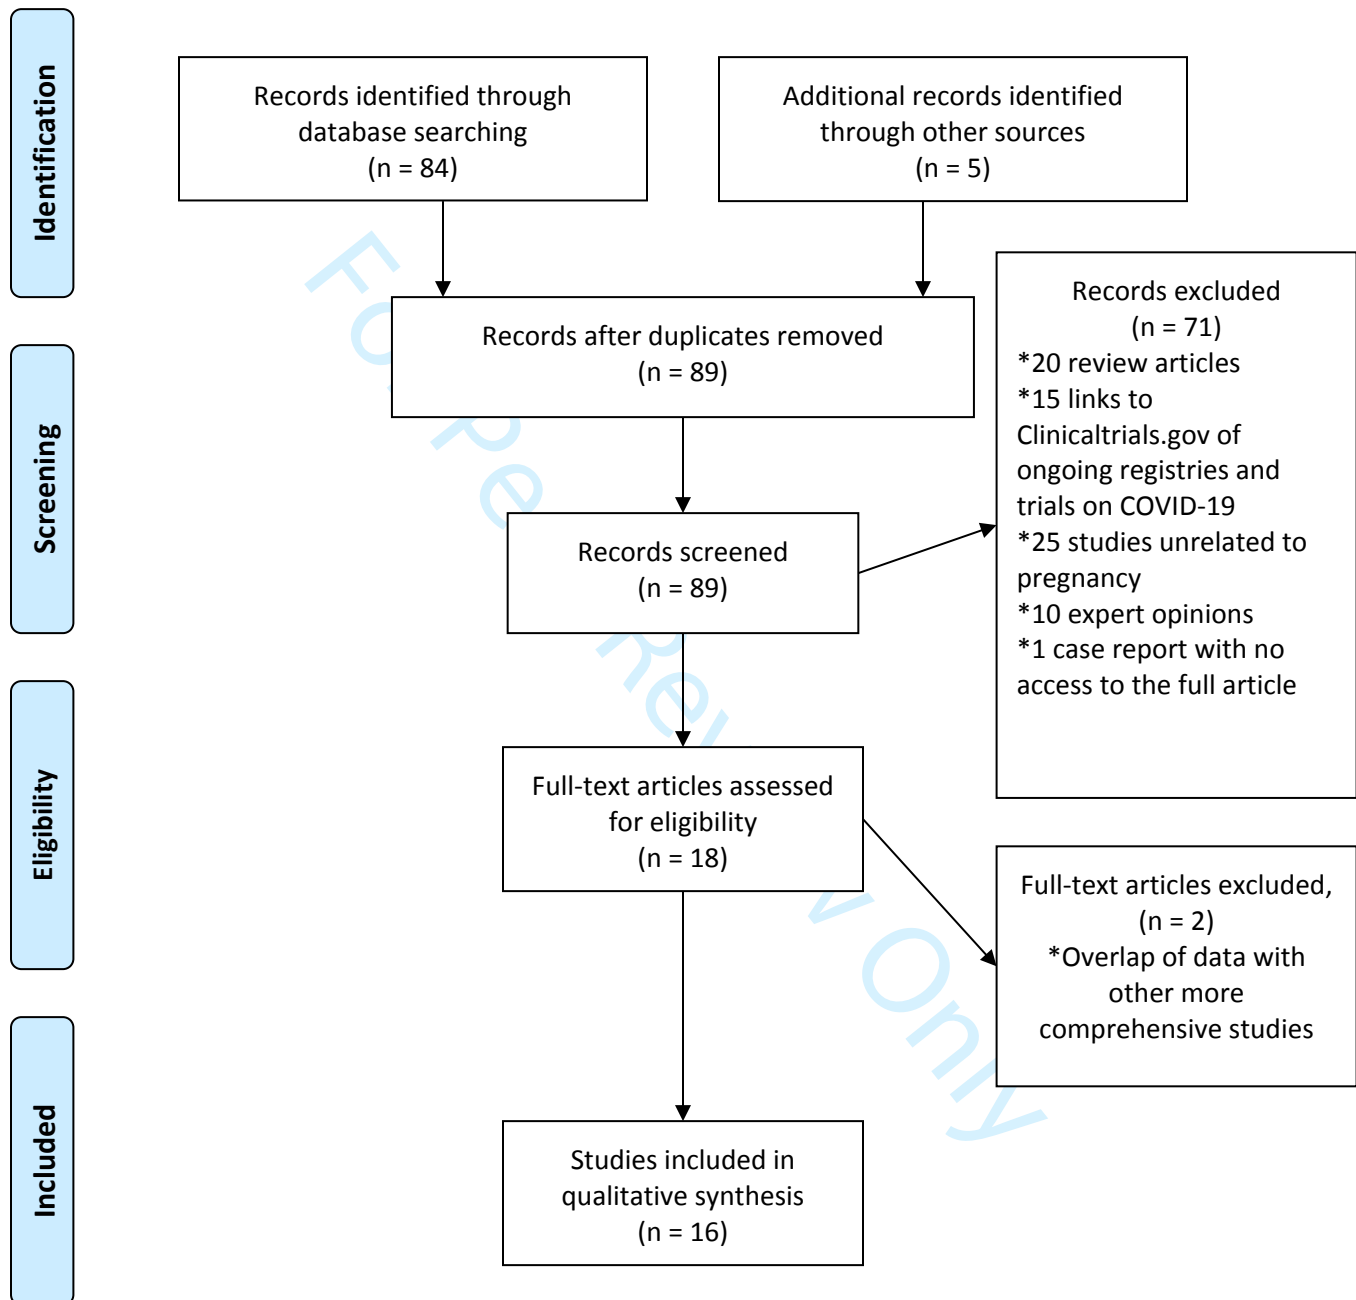 Identification
Records identified through
database searching
(n = 84)
Additional records identified
through other sources
(n = 5)
Records after duplicates removed
(n = 89)
Screening
Records screened
(n = 89)
Records excluded
(n = 71)
*20 review articles
*15 links to
Clinicaltrials.gov of
ongoing registries and
trials on COVID-19
*25 studies unrelated to
pregnancy
*10 expert opinions
*1 case report with no
access to the full article
Eligibility
Full-text articles assessed
for eligibility
(n = 18)
Full-text articles excluded,
(n = 2)
*Overlap of data with
other more
comprehensive studies
Included
Studies included in
qualitative synthesis
(n = 16)
For Peer Review Only